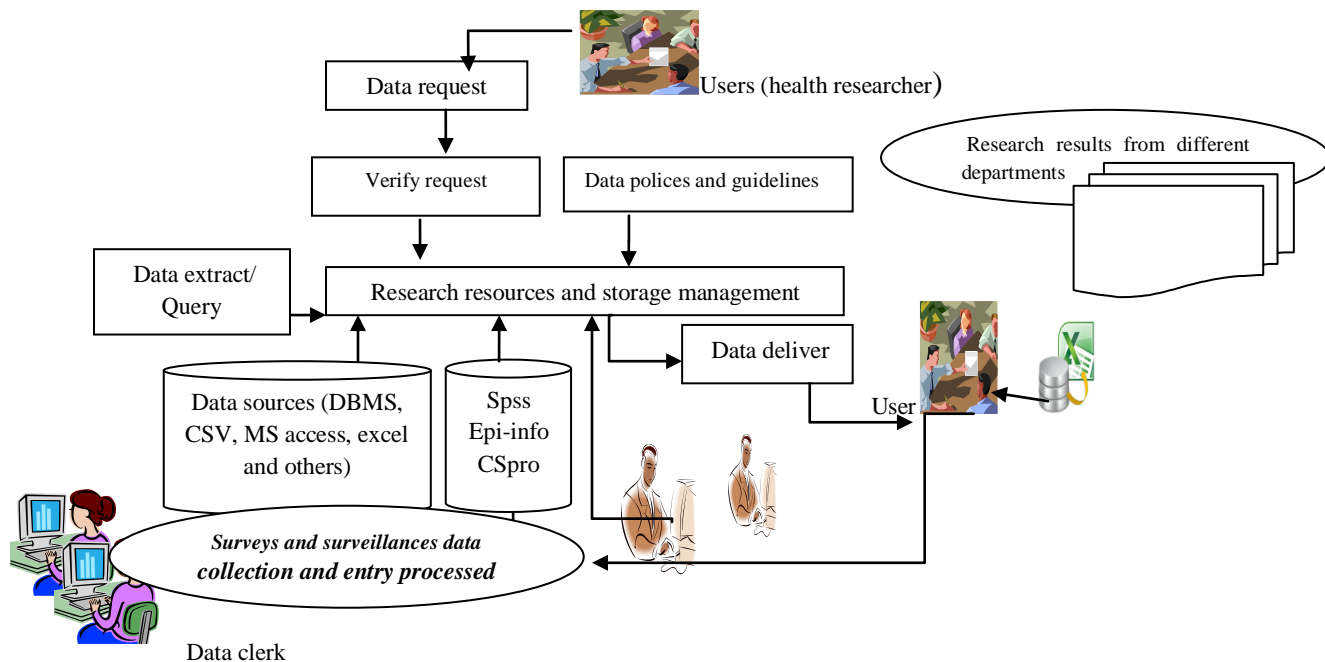 Data request
Users (health researcher)
Research results from different
departments
Verify request
Data polices and guidelines
Data extract/
Query
Research resources and storage management
Data deliver
Data sources (DBMS,
CSV, MS access, excel
and others)
Spss
Epi-info
CSpro
User
Surveys and surveillances data
collection and entry processed
Data clerk